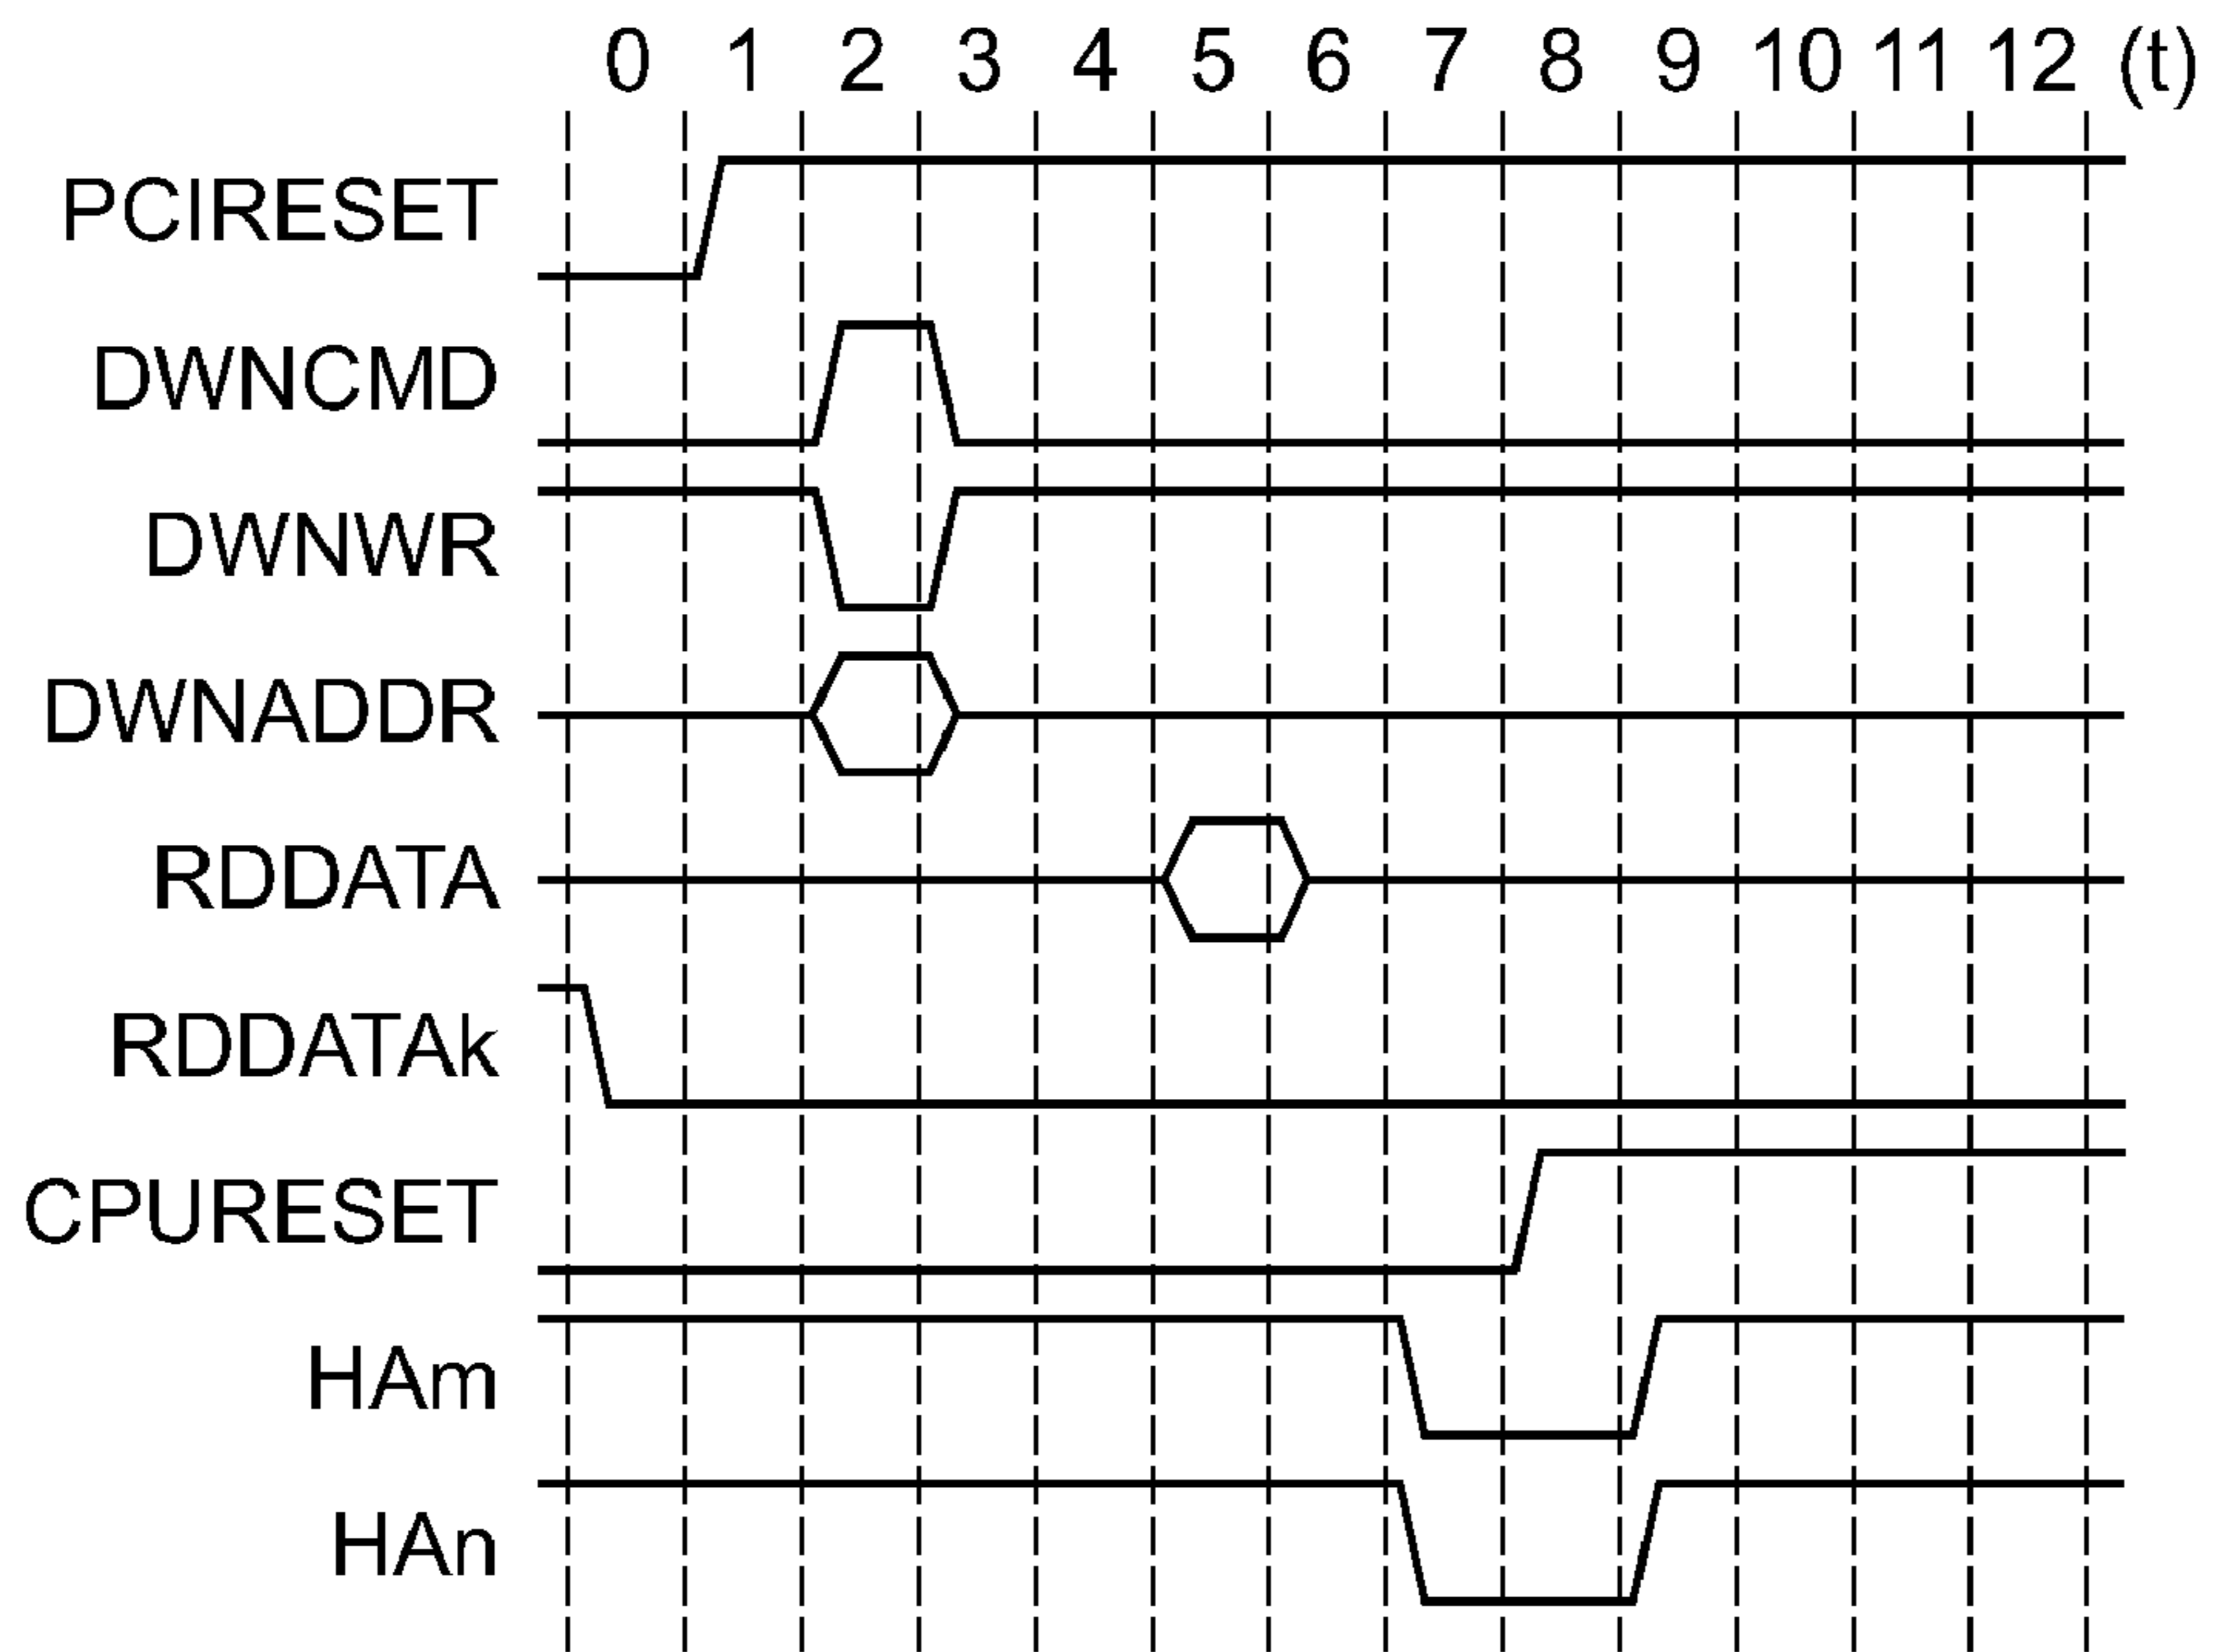 0 1 2 3 4 5 6 7 8 9 10 11 12 (t)
PCIRESET
DWNCMD
DWNWR
DWNADDR
RDDATA
RDDATAk
CPURESET
HAm
HAn